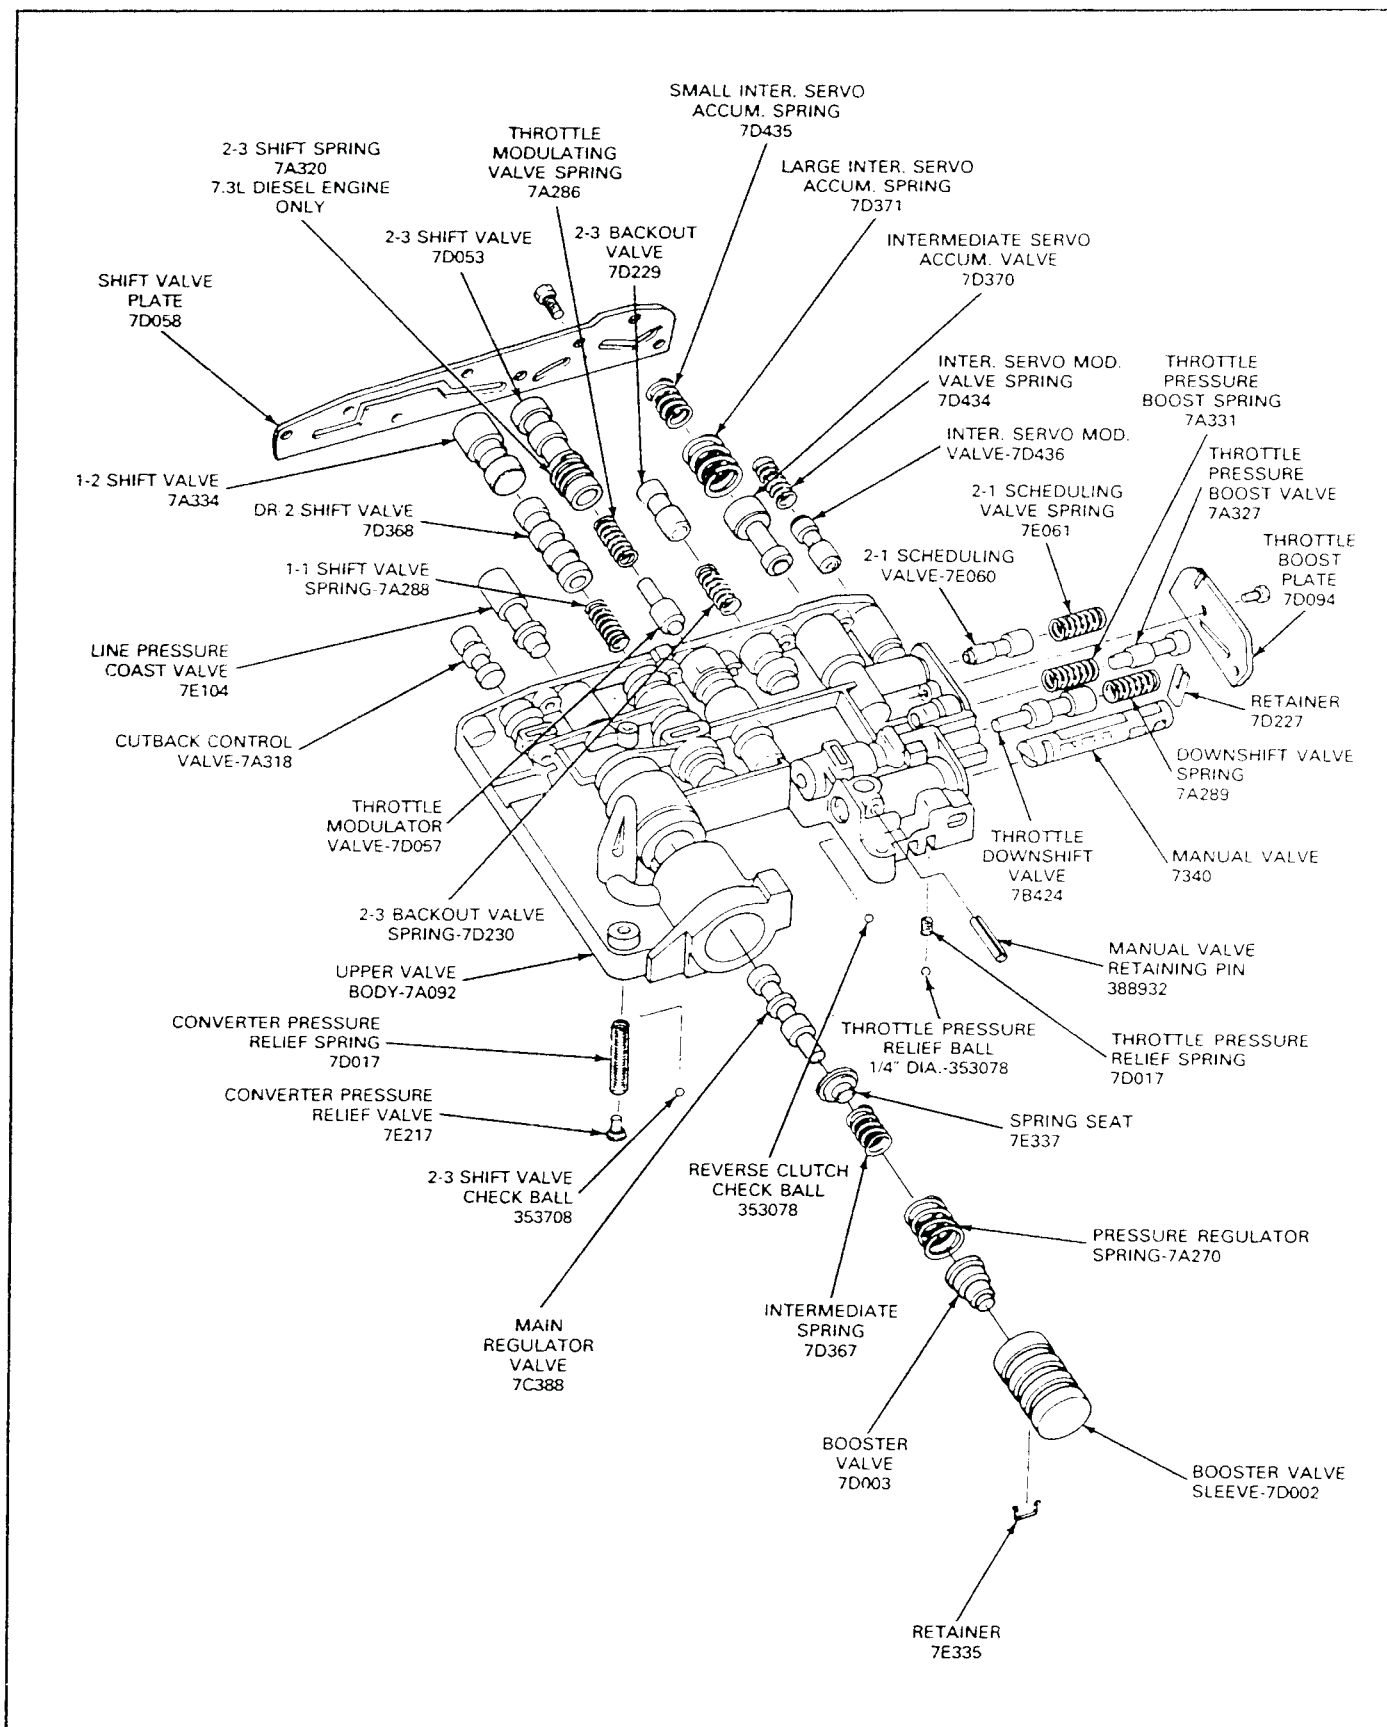 SMALL INTER. SERVO
ACCUM. SPRING
7D435
THROTTLE
MODULATING
VALVE SPRING
7A286
2-3 SHIFT SPRING
7A320
7.3L DIESEL ENGINE
ONLY
LARGE INTER. SERVO
ACCUM. SPRING
7D371
2-3 SHIFT VALVE
7D053
2-3 BACKOUT
VALVE
7D229
INTERMEDIATE SERVO
ACCUM. VALVE
7D370
SHIFT VALVE
PLATE
7D058
INTER. SERVO MOD.
VALVE SPRING
7D434
THROTTLE
PRESSURE
BOOST SPRING
7A331
INTER. SERVO MOD.
VALVE-7D436
THROTTLE
PRESSURE
BOOST VALVE
7A327
1-2 SHIFT VALVE
7A334
2-1 SCHEDULING
VALVE SPRING
7E061
DR-2 SHIFT VALVE
7D368
THROTTLE
BOOST
PLATE
7D094
2-1 SCHEDULING
VALVE-7E060
1-1 SHIFT VALVE
SPRING-7A288
LINE PRESSURE
COAST VALVE
7E104
RETAINER
7D227
CUTBACK CONTROL
VALVE-7A318
DOWNSHIFT VALVE
SPRING
7A289
THROTTLE
MODULATOR
VALVE-7D057
THROTTLE
DOWNSHIFT
VALVE
7B424
MANUAL VALVE
7340
2-3 BACKOUT VALVE
SPRING-7D230
MANUAL VALVE
RETAINING PIN
388932
UPPER VALVE
BODY-7A092
CONVERTER PRESSURE
RELIEF SPRING
7D017
THROTTLE PRESSURE
RELIEF BALL
1/4" DIA.-353078
THROTTLE PRESSURE
RELIEF SPRING
7D017
CONVERTER PRESSURE
RELIEF VALVE
7E217
SPRING SEAT
7E337
2-3 SHIFT VALVE
CHECK BALL
353708
REVERSE CLUTCH
CHECK BALL
353078
PRESSURE REGULATOR
SPRING-7A270
MAIN
REGULATOR
VALVE
7C388
INTERMEDIATE
SPRING
7D367
BOOSTER
VALVE
7D003
BOOSTER VALVE
SLEEVE-7D002
RETAINER
7E335